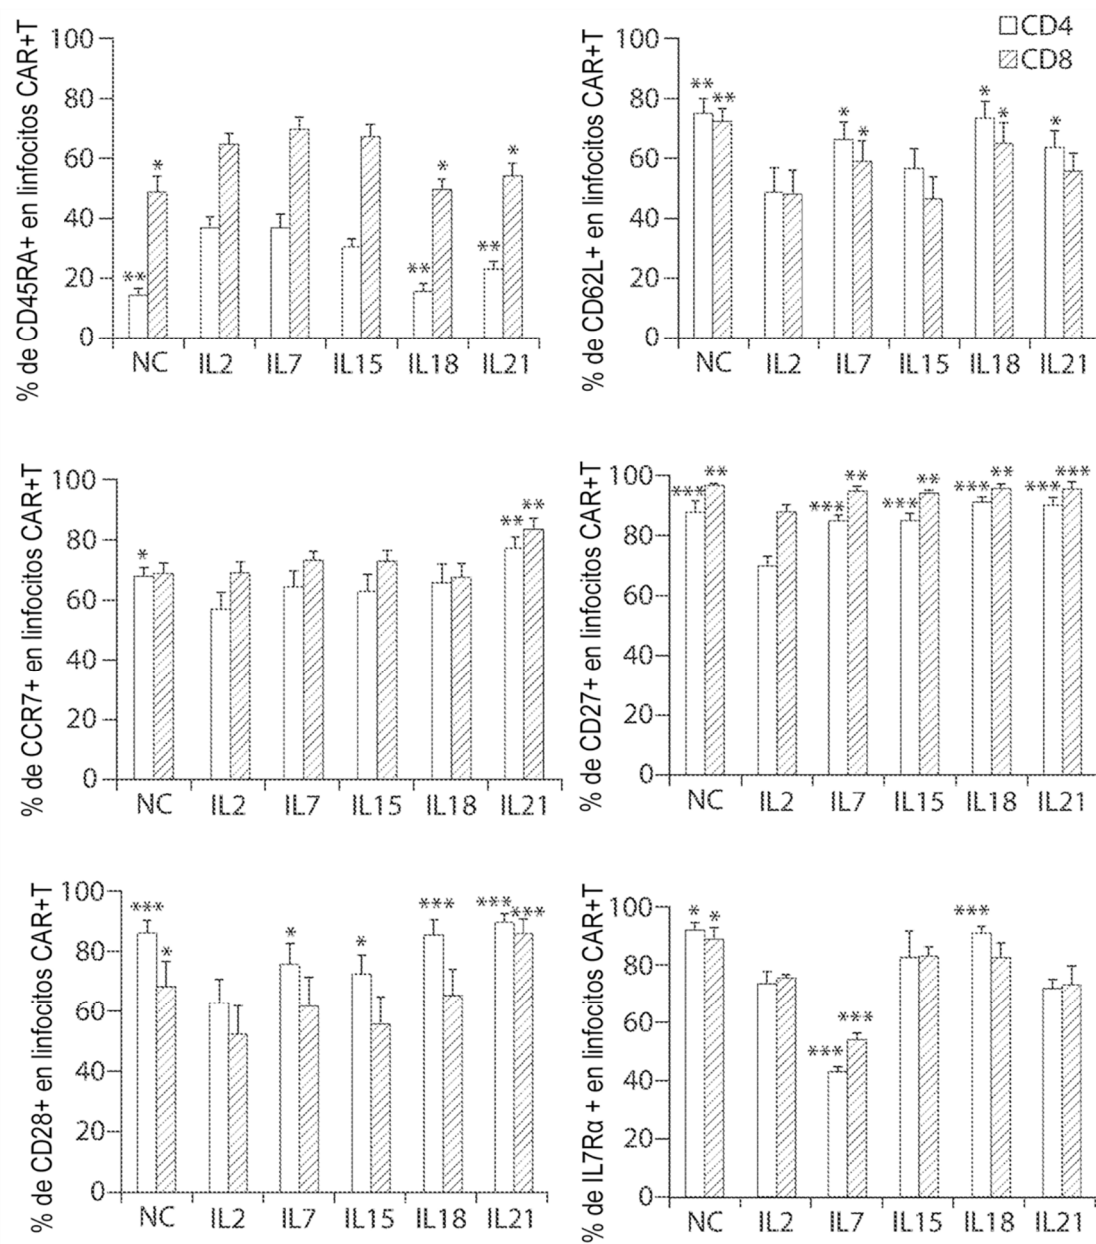 % de CD45RA+ en linfocitos CAR+T
100
80
60
40
20
0
** * ** * ** *
NC IL2 IL7 IL15 IL18 IL21
□CD4
▨CD8
% de CD62L+ en linfocitos CAR+T
100
80
60
40
20
0
** ** * * * * *
NC IL2 IL7 IL15 IL18 IL21
% de CCR7+ en linfocitos CAR+T
100
80
60
40
20
0
* ** **
NC IL2 IL7 IL15 IL18 IL21
% de CD27+ en linfocitos CAR+T
100
80
60
40
20
0
*** ** *** ** *** ** *** ** *** ***
NC IL2 IL7 IL15 IL18 IL21
% de CD28+ en linfocitos CAR+T
100
80
60
40
20
0
*** * * * *** *** ***
NC IL2 IL7 IL15 IL18 IL21
% de IL7Rα + en linfocitos CAR+T
100
80
60
40
20
0
* * *** *** ***
NC IL2 IL7 IL15 IL18 IL21